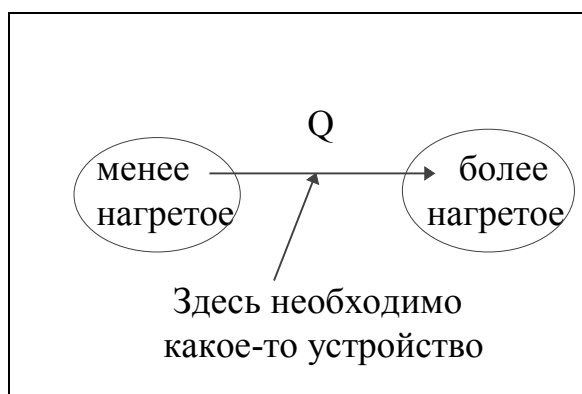 Q
менее
нагретое
более
нагретое
Здесь необходимо
какое-то устройство